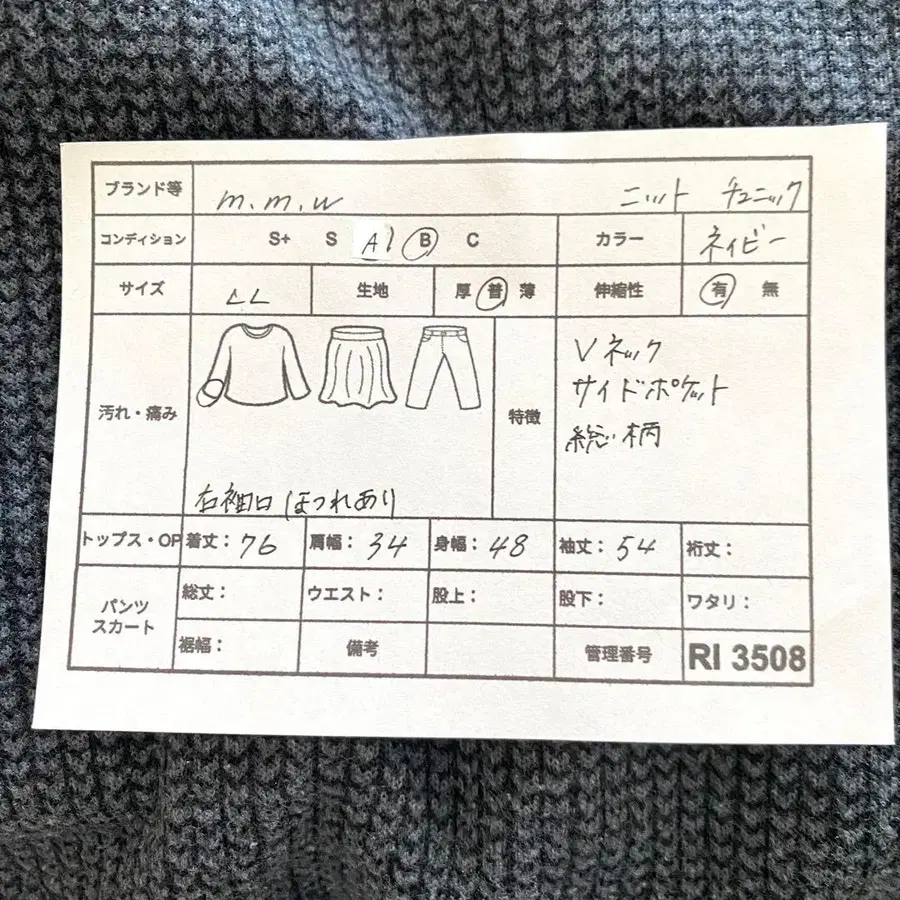 ブランド等 m.m.w ニット チュニック
コンディション S+ S A B C カラー ネイビー
サイズ LL 生地 厚 普 薄 伸縮性 有 無
汚れ・痛み 右袖口 ほつれあり 特徴
Vネック
サイドポケット
総柄
トップス・OP 着丈：76 肩幅：34 身幅：48 袖丈：54 裄丈：
パンツ
スカート
総丈： ウエスト： 股上： 股下： ワタリ：
裾幅： 備考 管理番号 RI 3508